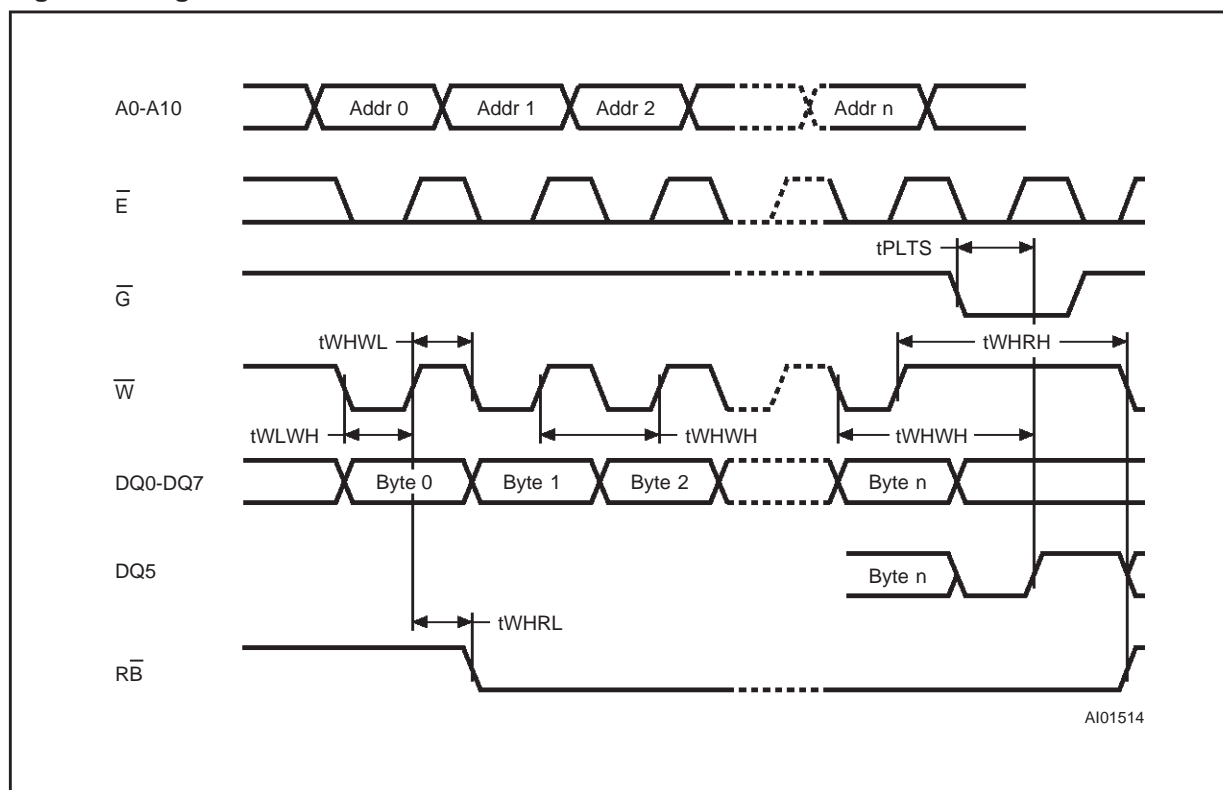 A0-A10
Addr 0
Addr 1
Addr 2
Addr n
E̅
tPLTS
G̅
tWHWL
tWHRH
W̅
tWLWH
tWHWH
tWHWH
DQ0-DQ7
Byte 0
Byte 1
Byte 2
Byte n
DQ5
Byte n
tWHRL
RB̅
AI01514